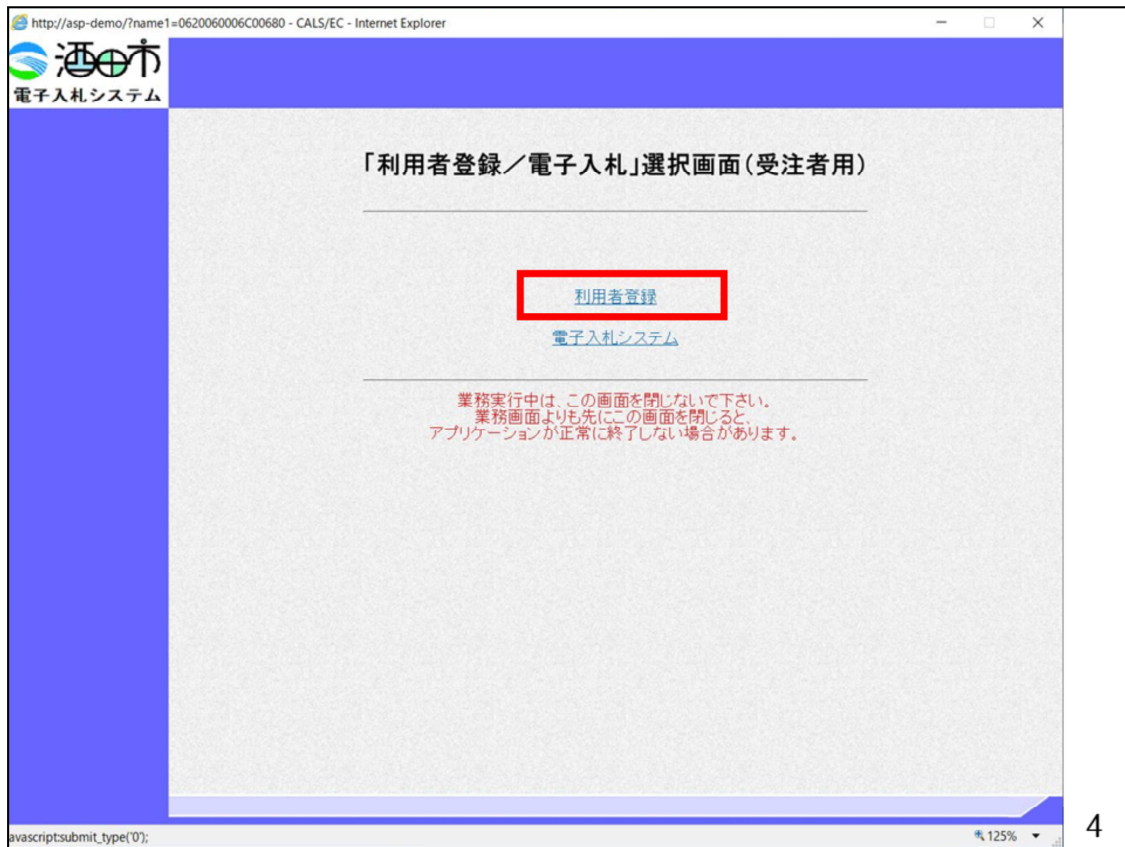 http://asp-demo/?name1=0620060006C00680 - CALS/EC - Internet Explorer
酒田市
電子入札システム
「利用者登録／電子入札」選択画面（受注者用）
利用者登録
電子入札システム
業務実行中は、この画面を閉じないで下さい。
業務画面よりも先にこの画面を閉じると、
アプリケーションが正常に終了しない場合があります。
avascript:submit_type('0');
125%
4